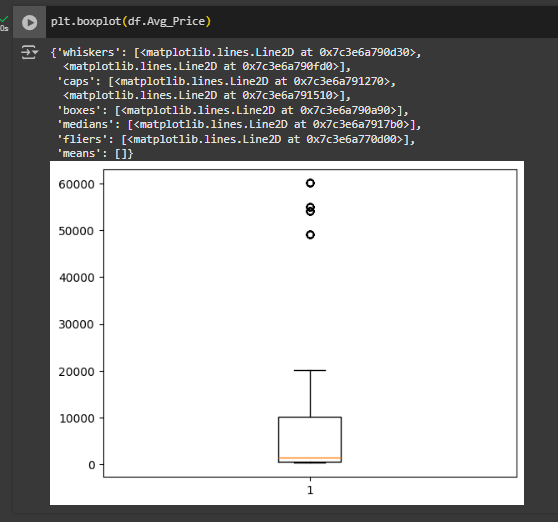 plt.boxplot(df.Avg_Price)
0s
{'whiskers': [<matplotlib.lines.Line2D at 0x7c3e6a790d30>,
<matplotlib.lines.Line2D at 0x7c3e6a790fd0>],
'caps': [<matplotlib.lines.Line2D at 0x7c3e6a791270>,
<matplotlib.lines.Line2D at 0x7c3e6a791510>],
'boxes': [<matplotlib.lines.Line2D at 0x7c3e6a790a90>],
'medians': [<matplotlib.lines.Line2D at 0x7c3e6a7917b0>],
'fliers': [<matplotlib.lines.Line2D at 0x7c3e6a770d00>],
'means': []}
60000
50000
40000
30000
20000
10000
0
1